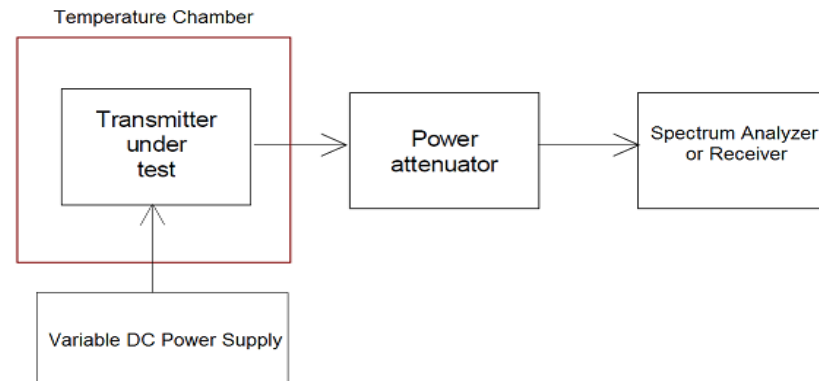 Temperature Chamber
Transmitter
under
test
Power
attenuator
Spectrum Analyzer
or Receiver
Variable DC Power Supply